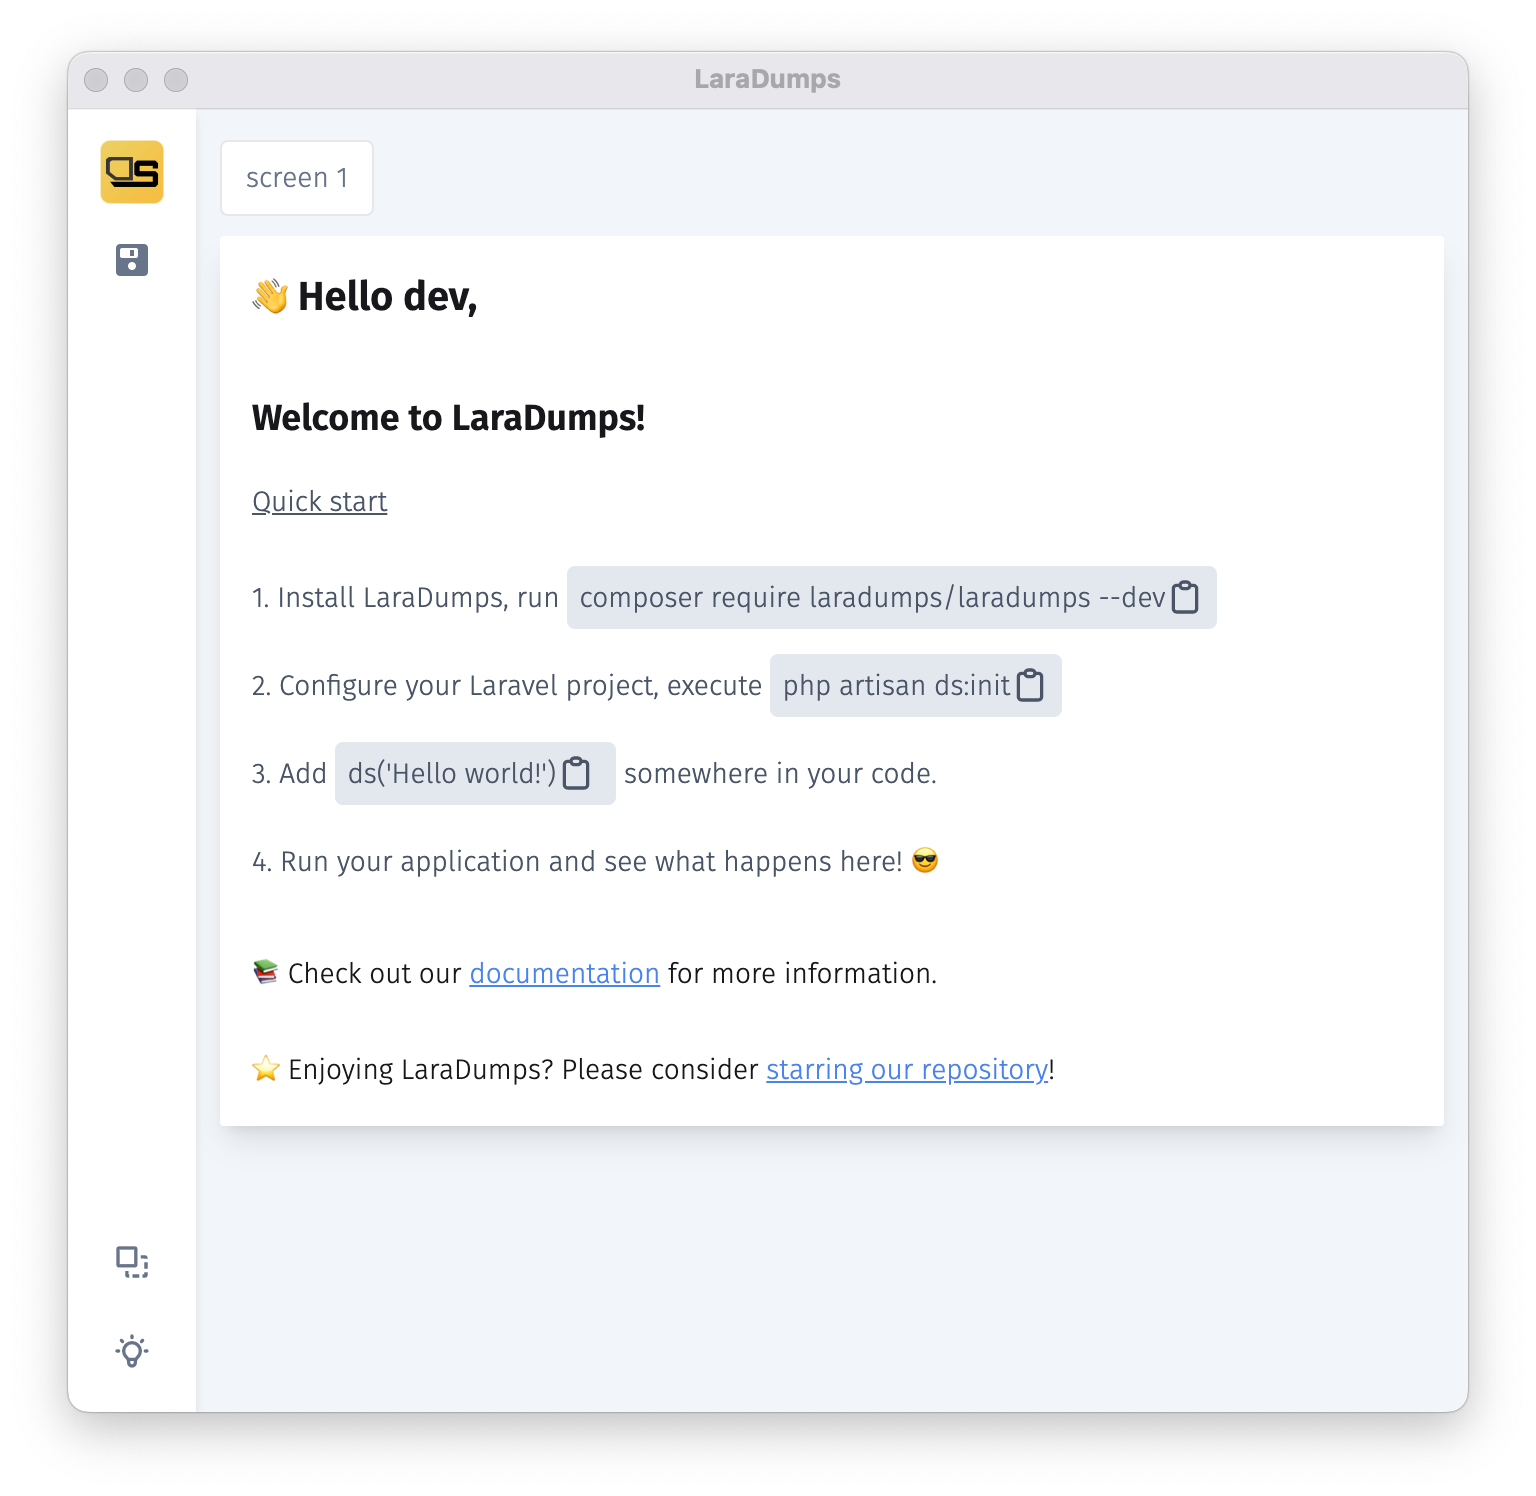 LaraDumps
screen 1
👋 Hello dev,
Welcome to LaraDumps!
Quick start
1. Install LaraDumps, run composer require laradumps/laradumps --dev
2. Configure your Laravel project, execute php artisan ds:init
3. Add ds('Hello world!') somewhere in your code.
4. Run your application and see what happens here! 😎
📚 Check out our documentation for more information.
⭐ Enjoying LaraDumps? Please consider starring our repository!